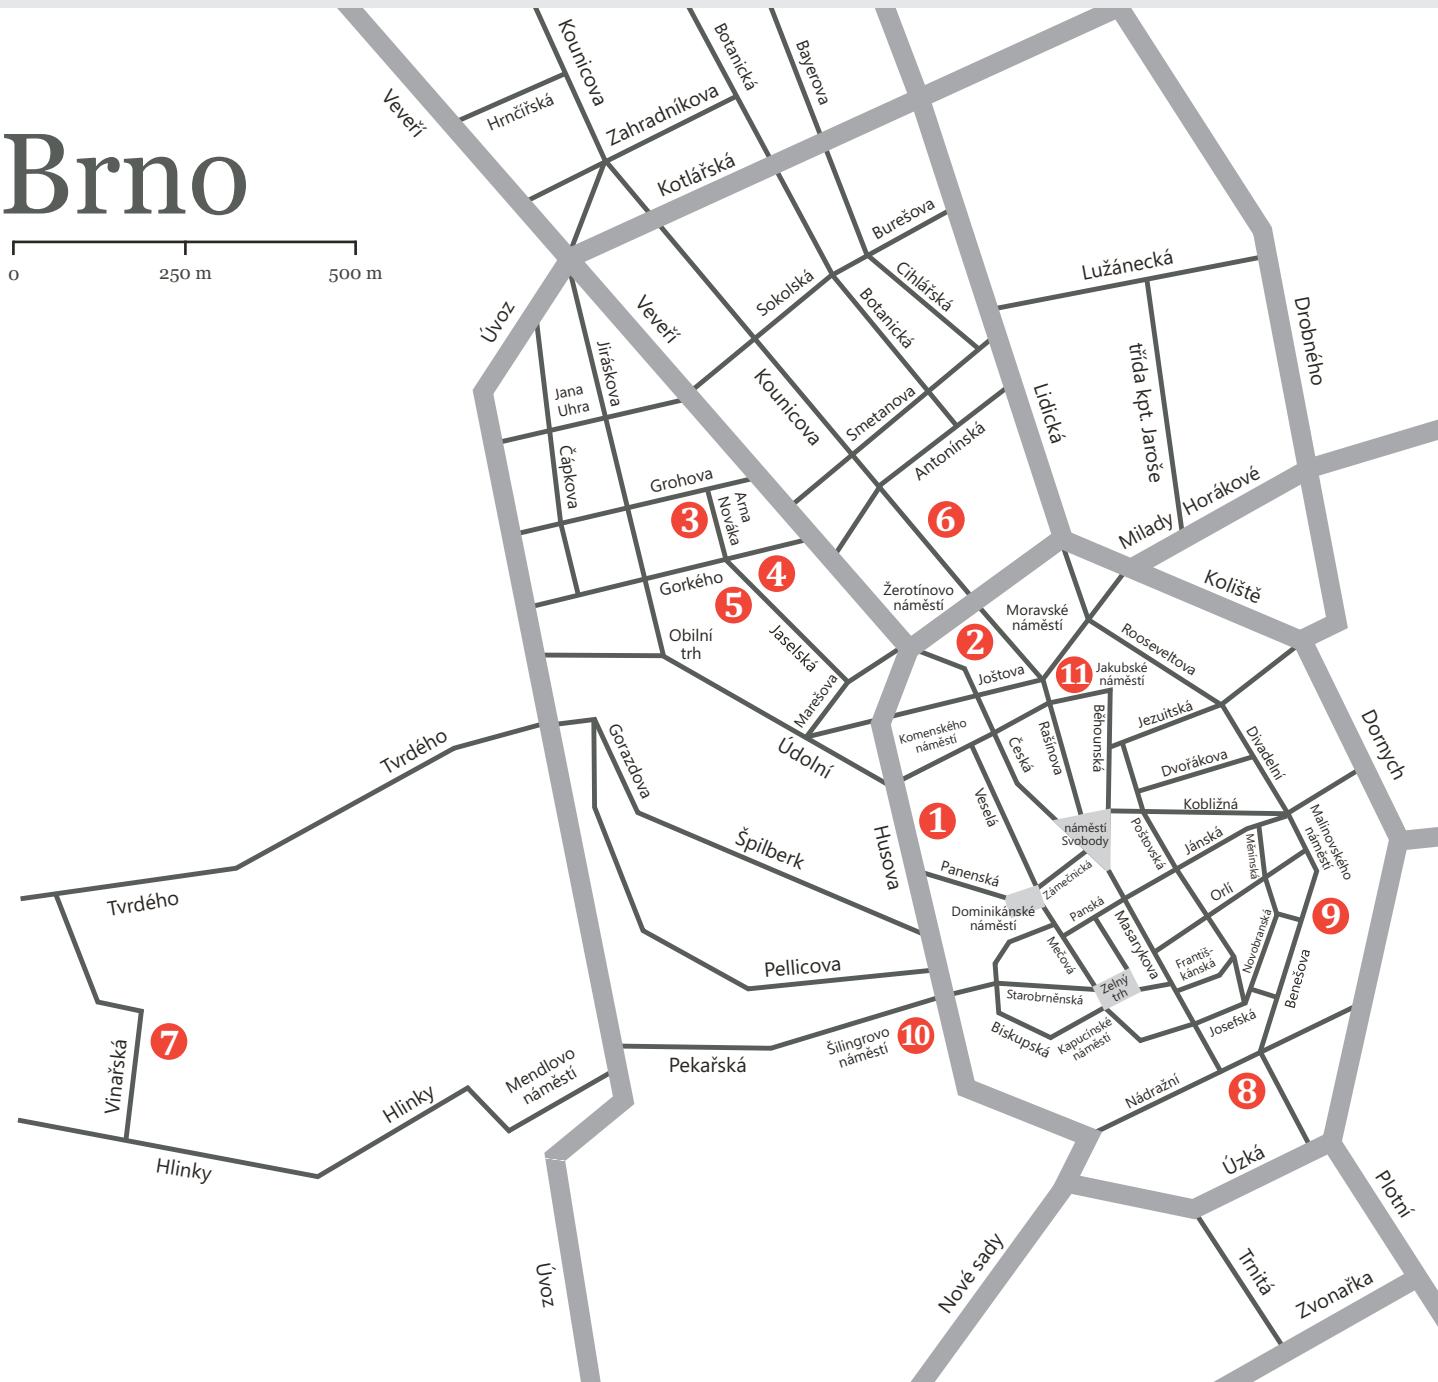 Brno
0
250 m
500 m
Veveří
Hrnčířská
Kounicova
Botanická
Bayerova
Zahradníkova
Kotlářská
Burešova
Cihlářská
Sokolská
Botanická
Lužánecká
Drobného
třída kpt. Jaroše
Úvoz
Veveří
Jiráskova
Jana
Uhra
Kounicova
Smetanova
Antonínská
Lidická
Čápkova
Grohova
Arna
Nováka
3
6
Milady Horákové
Gorkého
4
5
Žerotínovo
náměstí
Moravské
náměstí
Koliště
Obilní
trh
Jaselská
2
Rooseveltova
Joštova
11
Jakubské
náměstí
Marešova
Komenského
náměstí
Česká
Rašínova
Běhounská
Jezuitská
Divadelní
Dornych
Tvrdého
Gorazdova
Údolní
Dvořákova
Veselá
Kobližná
1
náměstí
Svobody
Poštovská
Jánská
Měnínská
Malinovského
náměstí
Špilberk
Husova
Panenská
Zámečnická
Orlí
Tvrdého
Dominikánské
náměstí
Panská
Masarykova
9
Mečová
Františ-
kánská
Novobranská
Benešova
Pellicova
Starobrněnská
Zelný
trh
Biskupská
Kapucínské
náměstí
Josefská
7
Vinařská
Šilingrovo
náměstí
10
Pekařská
Mendlovo
náměstí
Hlinky
Nádražní
8
Hlinky
Úzká
Plotní
Úvoz
Nové sady
Trnitá
Zvonařka